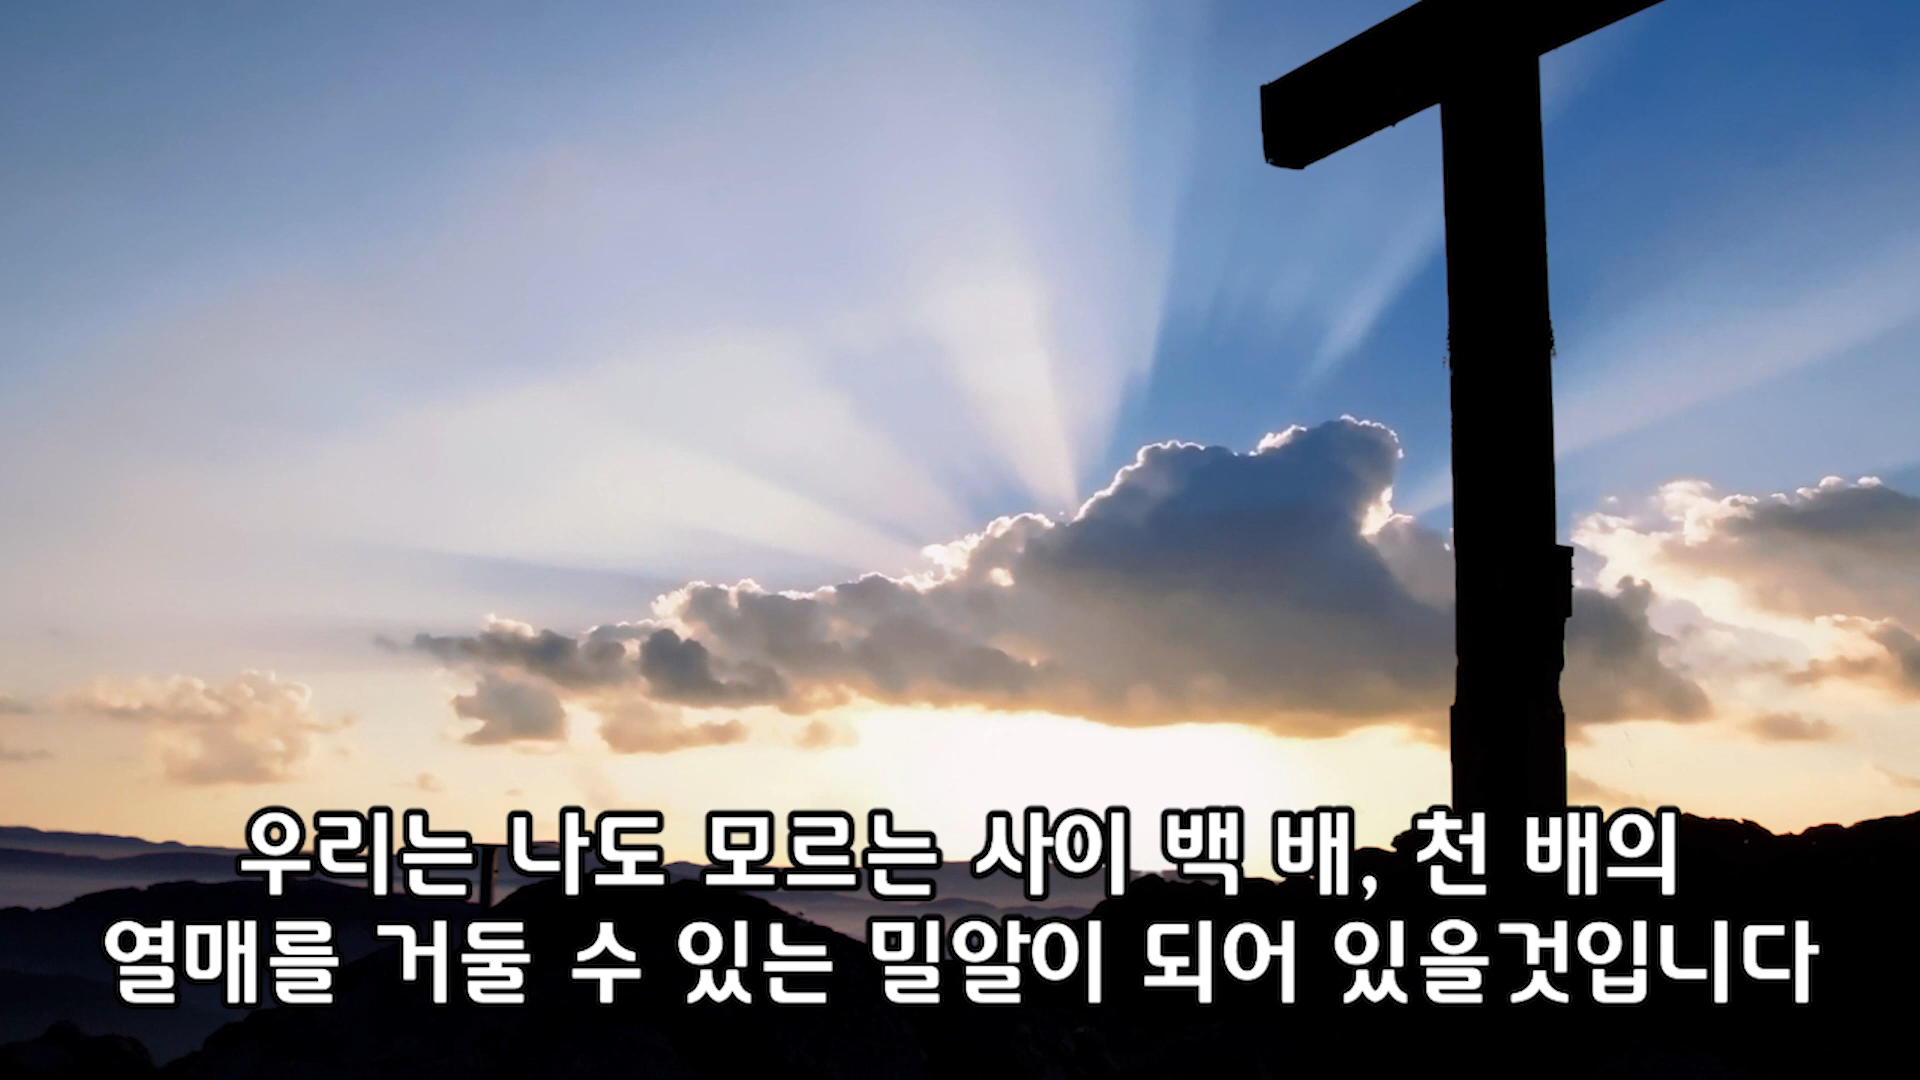 우리는 나도 모르는 사이 백 배, 천 배의
열매를 거둘 수 있는 밀알이 되어 있을것입니다